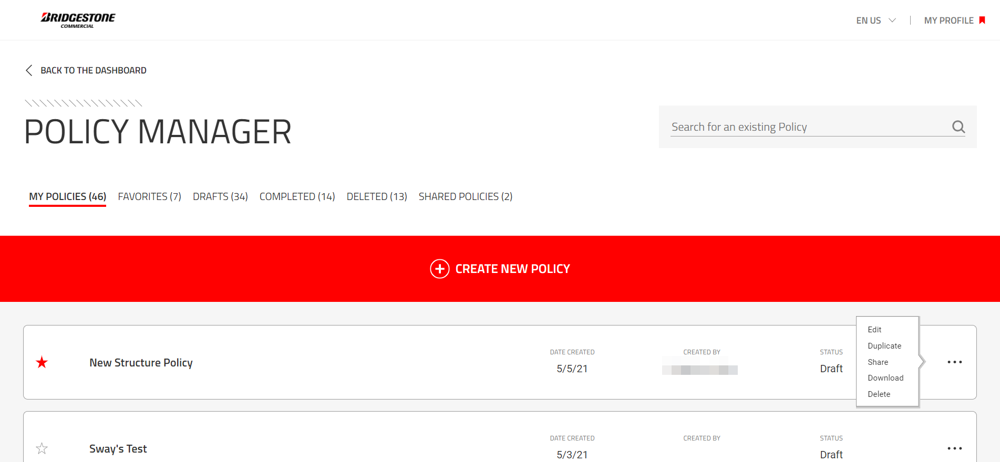 BRIDGESTONE
COMMERCIAL
EN US
MY PROFILE
BACK TO THE DASHBOARD
POLICY MANAGER
Search for an existing Policy
MY POLICIES (46) FAVORITES (7) DRAFTS (34) COMPLETED (14) DELETED (13) SHARED POLICIES (2)
CREATE NEW POLICY
New Structure Policy
DATE CREATED
5/5/21
CREATED BY
STATUS
Draft
Edit
Duplicate
Share
Download
Delete
Sway's Test
DATE CREATED
5/3/21
CREATED BY
STATUS
Draft